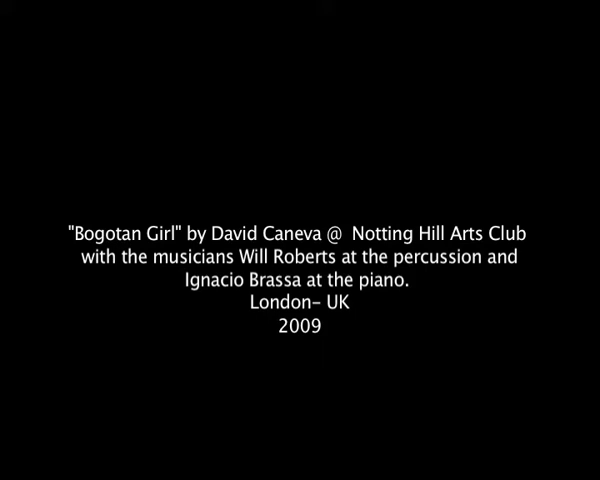 "Bogotan Girl" by David Caneva @  Notting Hill Arts Club
with the musicians Will Roberts at the percussion and
Ignacio Brassa at the piano.
London- UK
2009